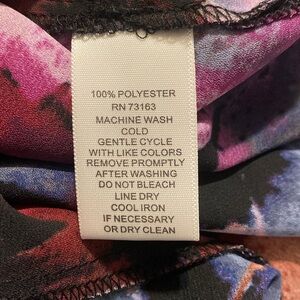 100% POLYESTER
RN 73163
MACHINE WASH
COLD
GENTLE CYCLE
WITH LIKE COLORS
REMOVE PROMPTLY
AFTER WASHING
DO NOT BLEACH
LINE DRY
COOL IRON
IF NECESSARY
OR DRY CLEAN